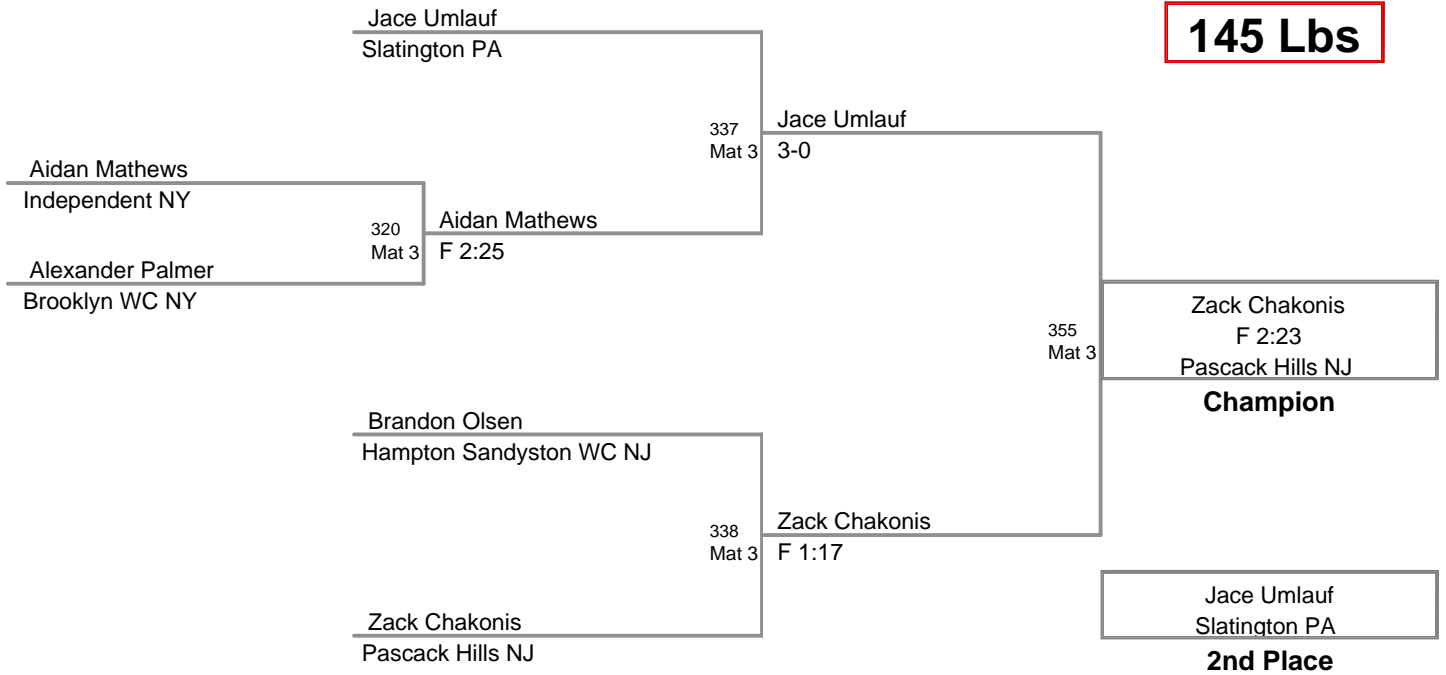 145 Lbs
Jace Umlauf
Slatington PA
337
Mat 3
Jace Umlauf
3-0
Aidan Mathews
Independent NY
320
Mat 3
Aidan Mathews
F 2:25
Alexander Palmer
Brooklyn WC NY
355
Mat 3
Zack Chakonis
F 2:23
Pascack Hills NJ
Champion
Brandon Olsen
Hampton Sandyston WC NJ
338
Mat 3
Zack Chakonis
F 1:17
Zack Chakonis
Pascack Hills NJ
Jace Umlauf
Slatington PA
2nd Place